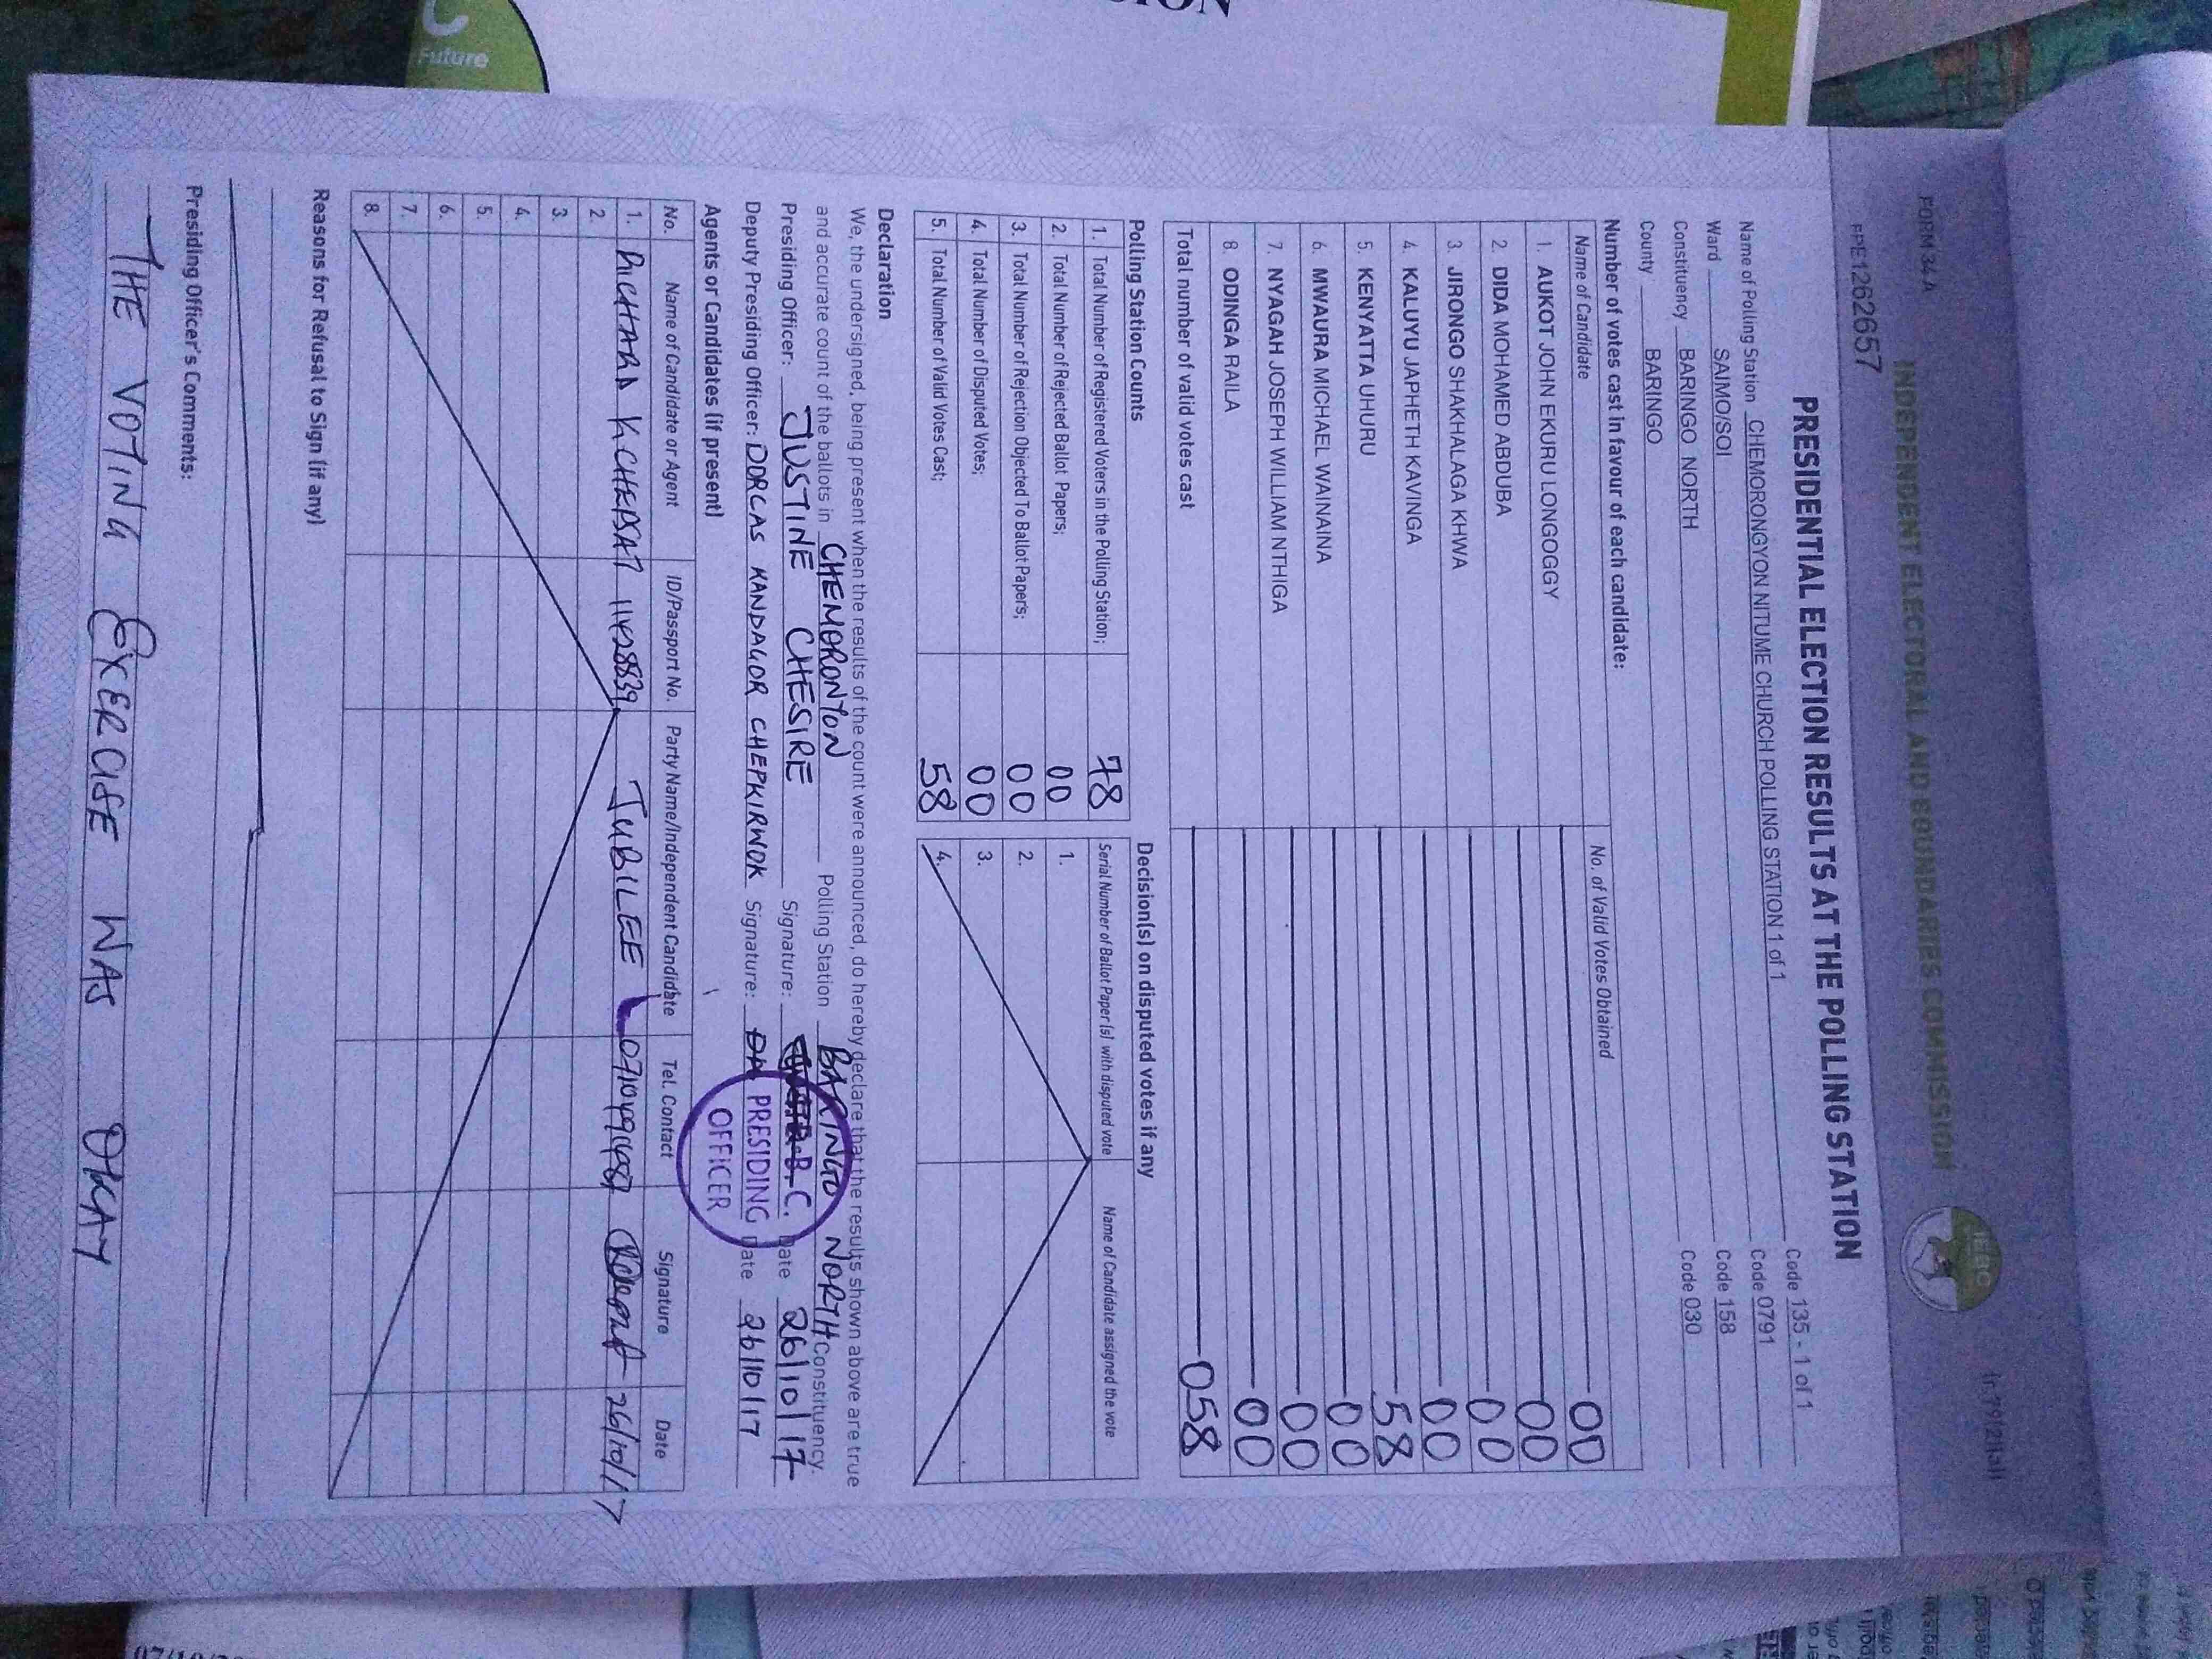 FORM 34A
INDEPENDENT ELECTORAL AND BOUNDARIES COMMISSION
IEBC
PPE1262657
PRESIDENTIAL ELECTION RESULTS AT THE POLLING STATION
Name of Polling Station CHEMORONGYON NITUME CHURCH POLLING STATION 1 of 1 Code 135 - 1 of 1
Ward SAIMO/SOI Code 0791
Constituency BARINGO NORTH Code 158
County BARINGO Code 030
Number of votes cast in favour of each candidate:
Name of Candidate No. of Valid Votes Obtained
1. AUKOT JOHN EKURU LONGOGGY 00
2. DIDA MOHAMED ABDUBA 00
3. JIRONGO SHAKHALAGA KHWA 00
4. KALUYU JAPHETH KAVINGA 00
5. KENYATTA UHURU 58
6. MWAURA MICHAEL WAINAINA 00
7. NYAGAH JOSEPH WILLIAM NTHIGA 00
8. ODINGA RAILA 00
Total number of valid votes cast 058
Polling Station Counts
1. Total Number of Registered Voters in the Polling Station; 78
2. Total Number of Rejected Ballot Papers; 00
3. Total Number of Rejection Objected To Ballot Papers; 00
4. Total Number of Disputed Votes; 00
5. Total Number of Valid Votes Cast; 58
Decision(s) on disputed votes if any
Serial Number of Ballot Paper (s) with disputed vote Name of Candidate assigned the vote
1.
2.
3.
4.
Declaration
We, the undersigned, being present when the results of the count were announced, do hereby declare that the results shown above are true
and accurate count of the ballots in CHEMORONYON Polling Station BARINGO NORTH Constituency.
Presiding Officer: JUSTINE CHESIRE Signature: Date 26/10/17
Deputy Presiding Officer: DORCAS KANDAGOR CHEPKIRWOK Signature: Date 26/10/17
PRESIDING
OFFICER
Agents or Candidates (if present)
No. Name of Candidate or Agent ID/Passport No. Party Name/Independent Candidate Tel. Contact Signature Date
1. RICHARD K CHEPSAT JUBILEE 26/10/17
2.
3.
4.
5.
6.
7.
8.
Reasons for Refusal to Sign (if any)
Presiding Officer's Comments:
THE VOTING EXERCISE WAS OKAY
Future